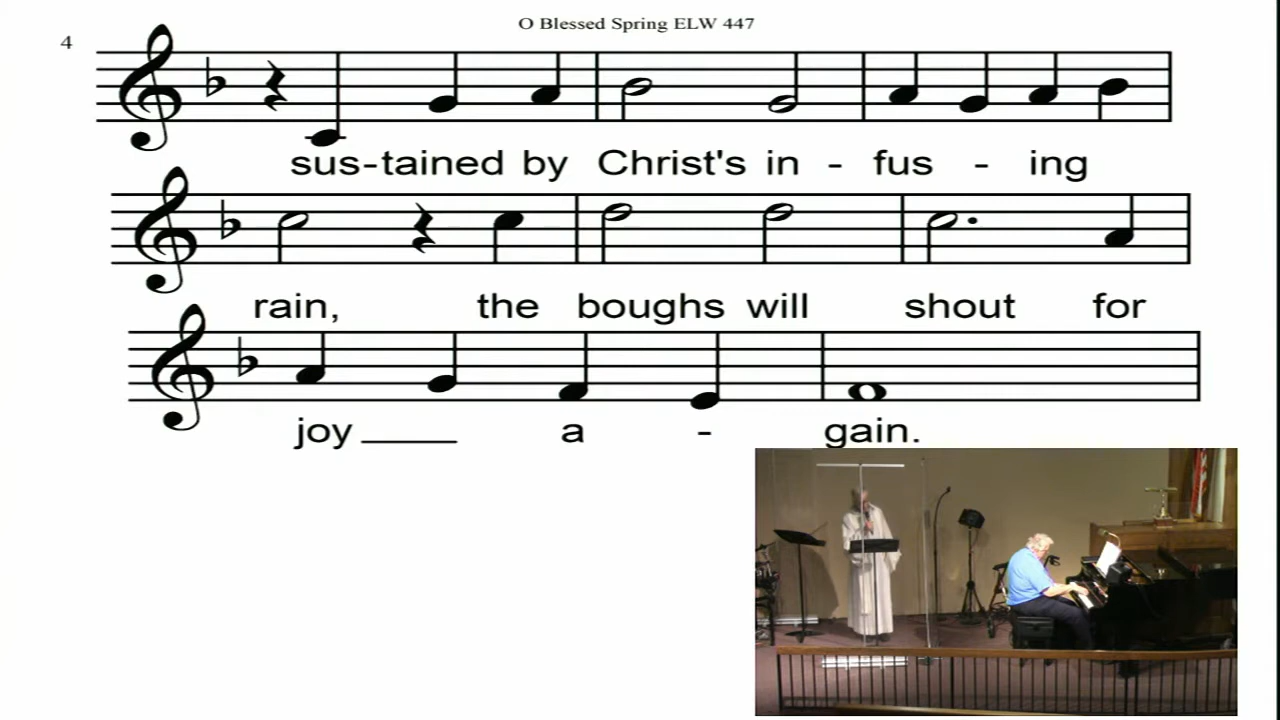 O Blessed Spring ELW 447
4
sus-tained by Christ's in - fus - ing
rain, the boughs will shout for
joy ____ a - gain.